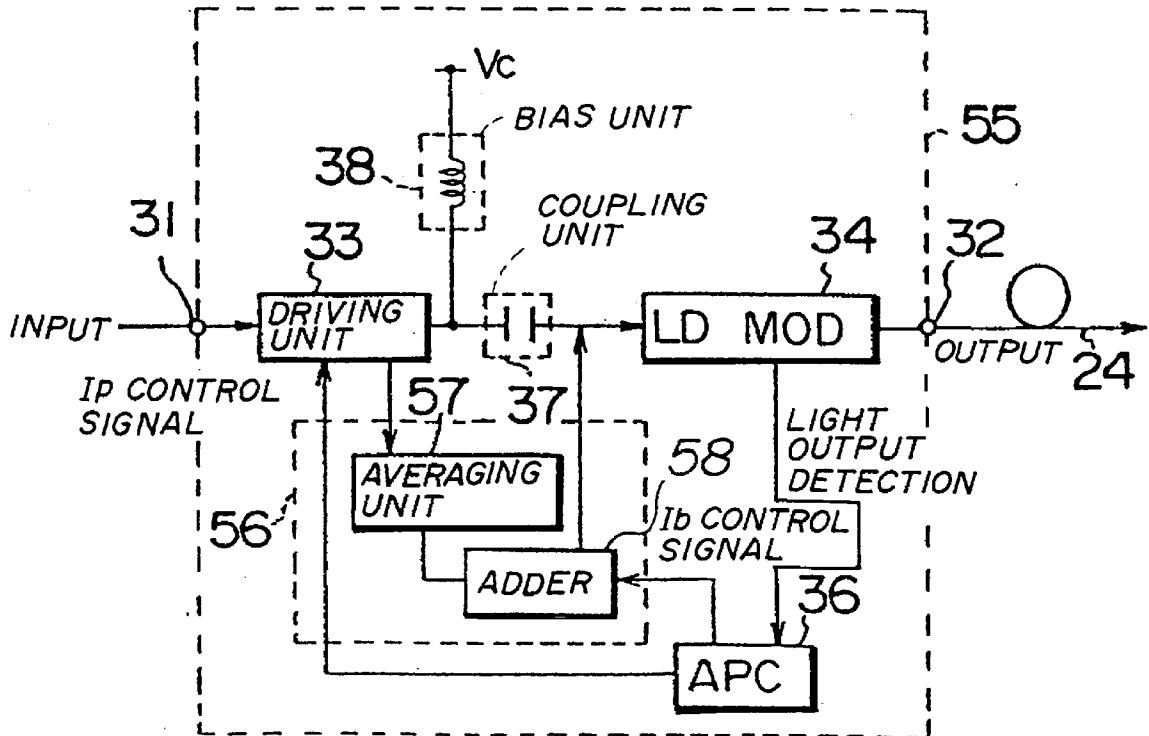 Vc
BIAS UNIT
55
38
COUPLING
UNIT
31
33
34
32
INPUT
DRIVING
UNIT
LD MOD
OUTPUT
24
Ip CONTROL
SIGNAL
57
37
LIGHT
OUTPUT
DETECTION
AVERAGING
UNIT
58
56
Ib CONTROL
SIGNAL
ADDER
36
APC